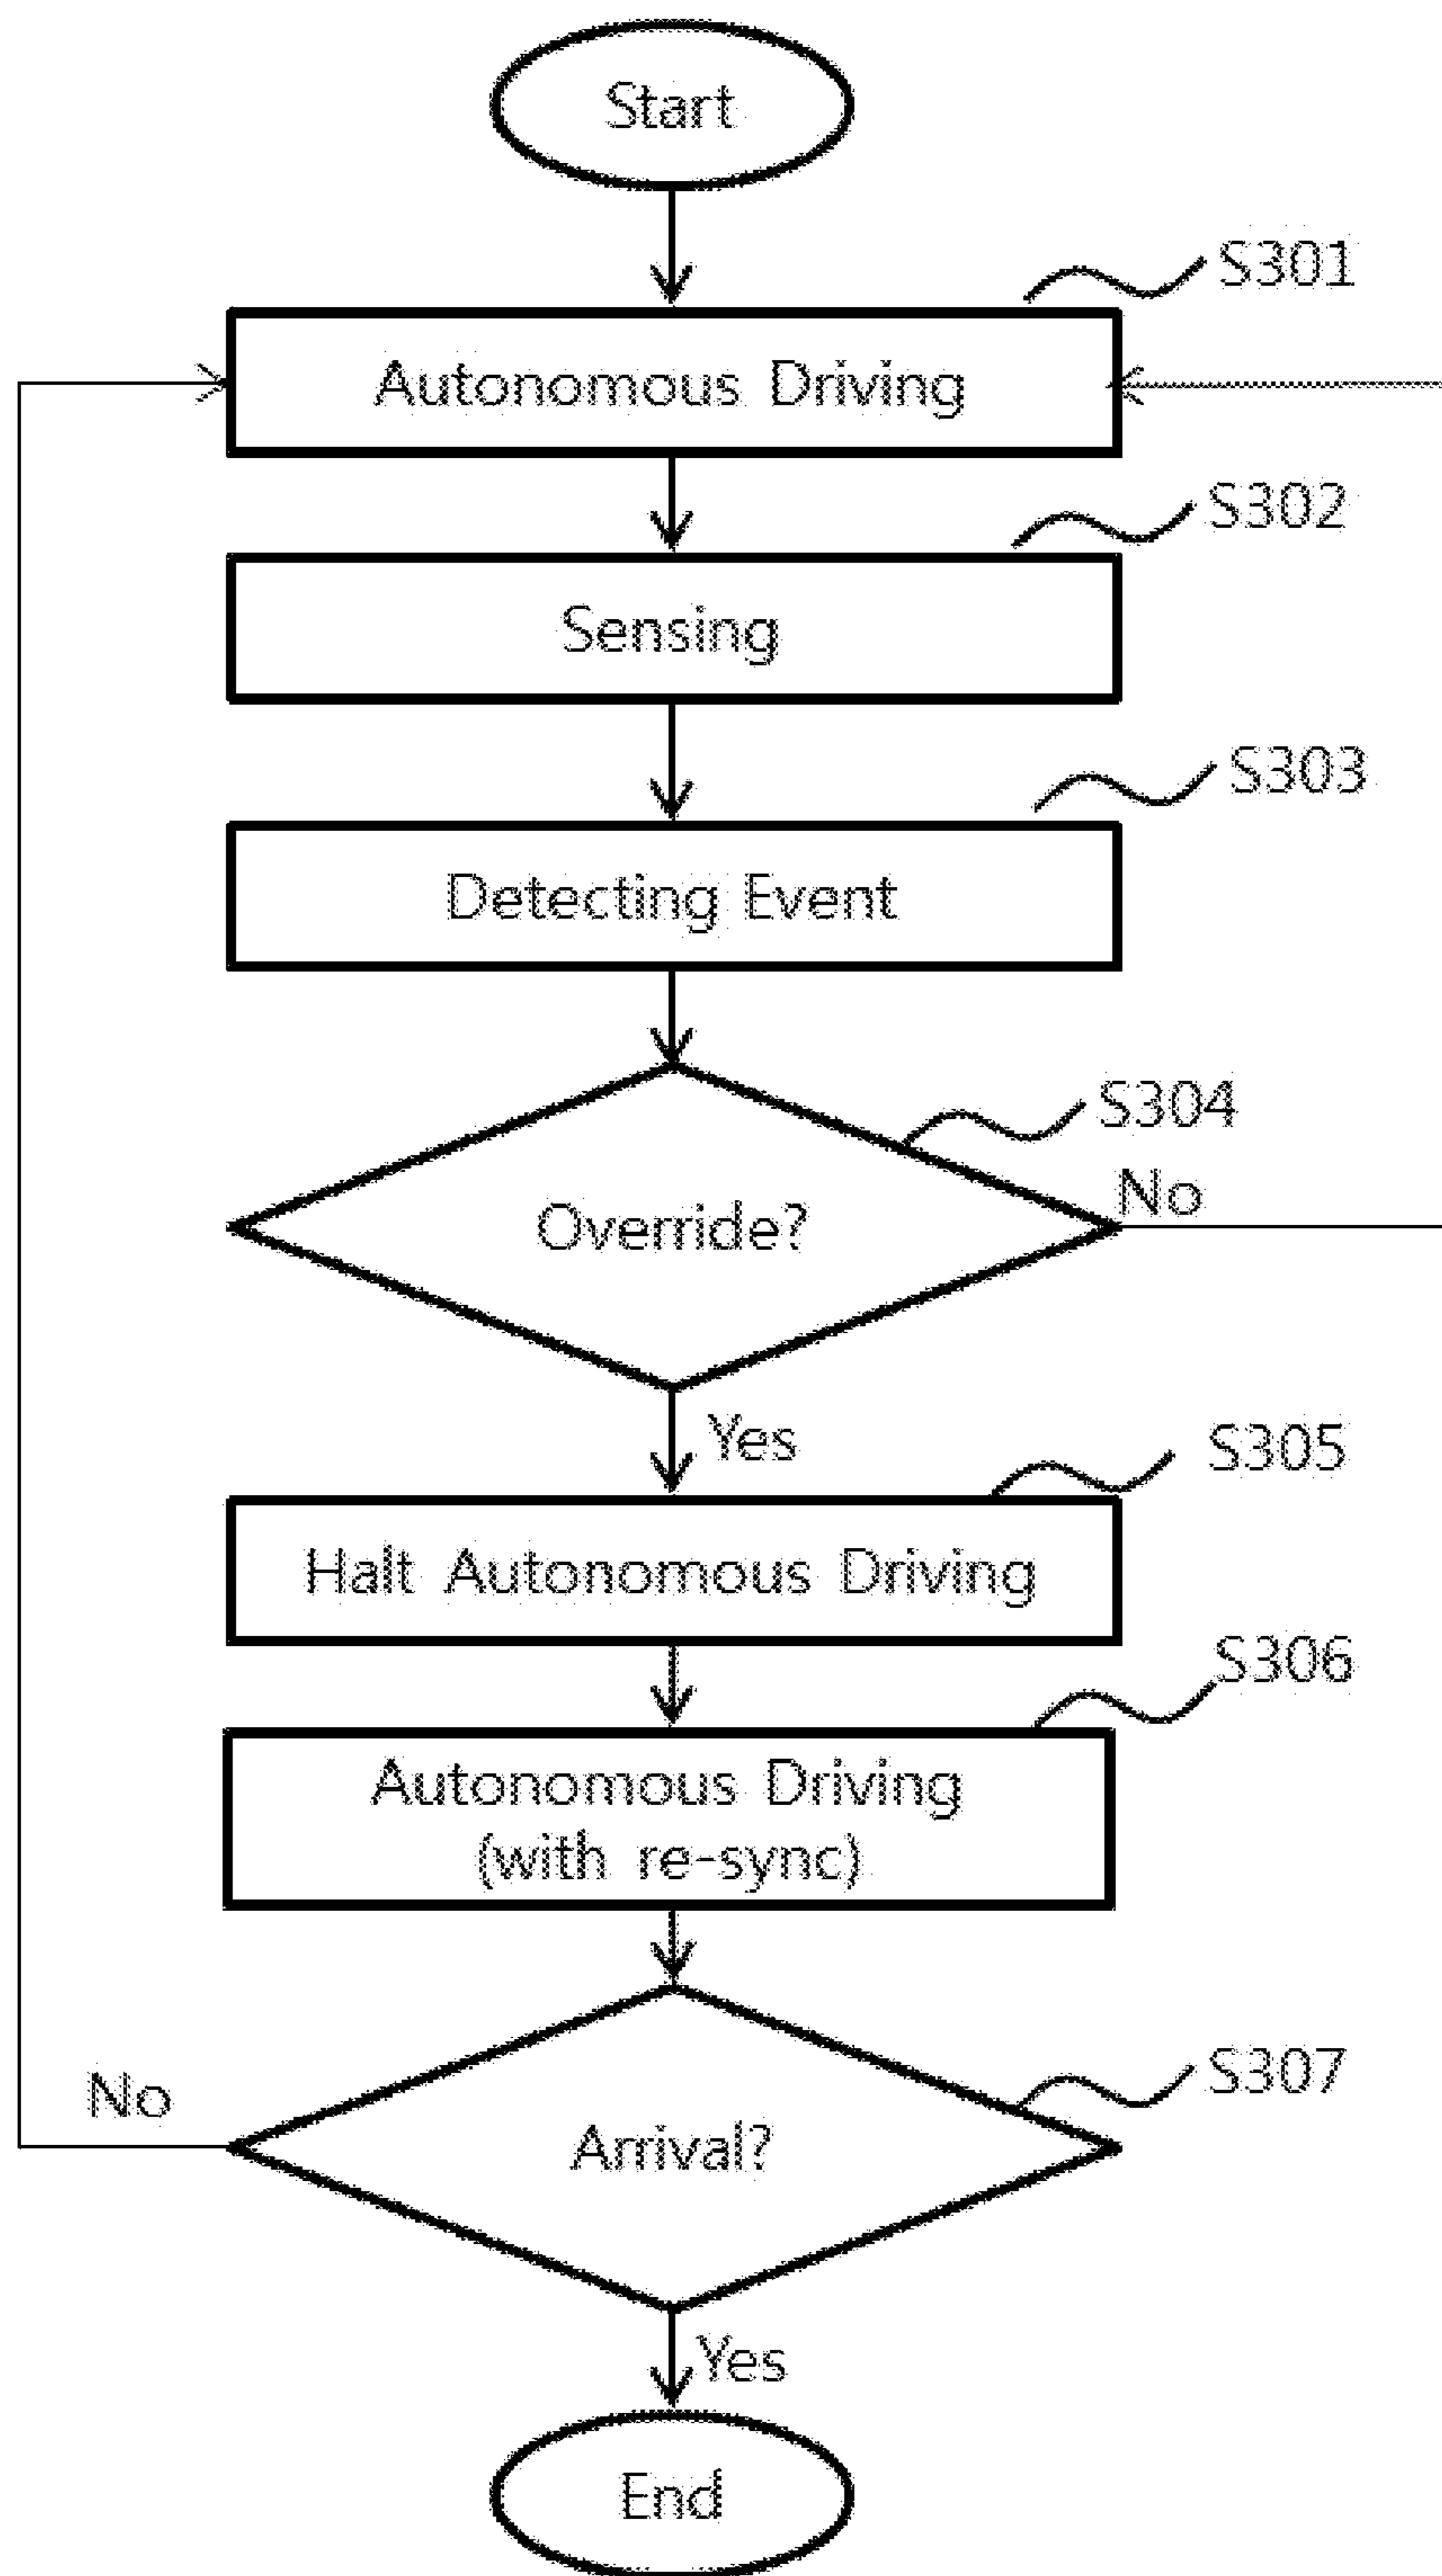 Start
S301
Autonomous Driving
S302
Sensing
S303
Detecting Event
S304
Override?
No
Yes
S305
Halt Autonomous Driving
S306
Autonomous Driving
(with re-sync)
S307
No
Arrival?
Yes
End